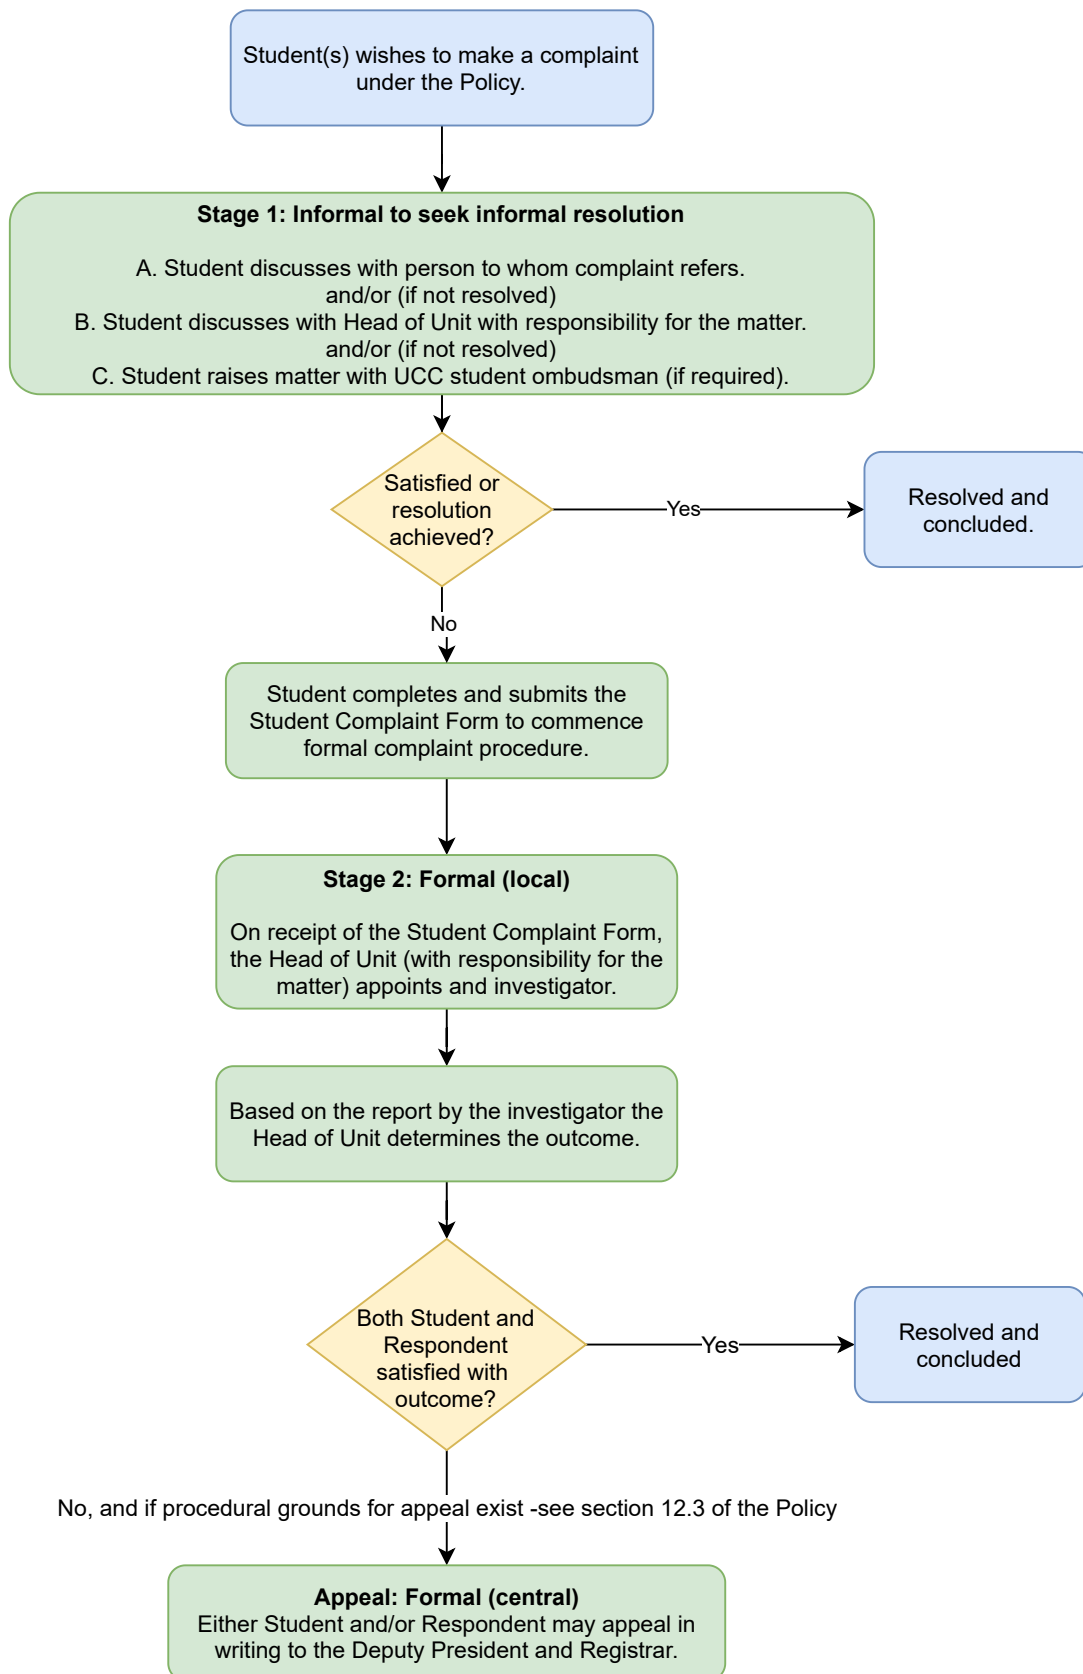 Student(s) wishes to make a complaint
under the Policy.
Stage 1: Informal to seek informal resolution
A. Student discusses with person to whom complaint refers.
and/or (if not resolved)
B. Student discusses with Head of Unit with responsibility for the matter.
and/or (if not resolved)
C. Student raises matter with UCC student ombudsman (if required).
Satisfied or
resolution
achieved?
Yes
Resolved and
concluded.
No
Student completes and submits the
Student Complaint Form to commence
formal complaint procedure.
Stage 2: Formal (local)
On receipt of the Student Complaint Form,
the Head of Unit (with responsibility for the
matter) appoints and investigator.
Based on the report by the investigator the
Head of Unit determines the outcome.
Both Student and
Respondent
satisfied with
outcome?
Yes
Resolved and
concluded
No, and if procedural grounds for appeal exist -see section 12.3 of the Policy
Appeal: Formal (central)
Either Student and/or Respondent may appeal in
writing to the Deputy President and Registrar.